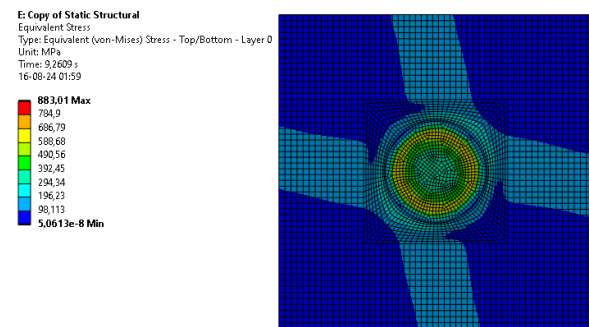 E: Copy of Static Structural
Equivalent Stress
Type: Equivalent (von-Mises) Stress - Top/Bottom - Layer 0
Unit: MPa
Time: 9,2609 s
16-08-24 01:59
883,01 Max
784,9
686,79
588,68
490,56
392,45
294,34
196,23
98,113
5,0613e-8 Min